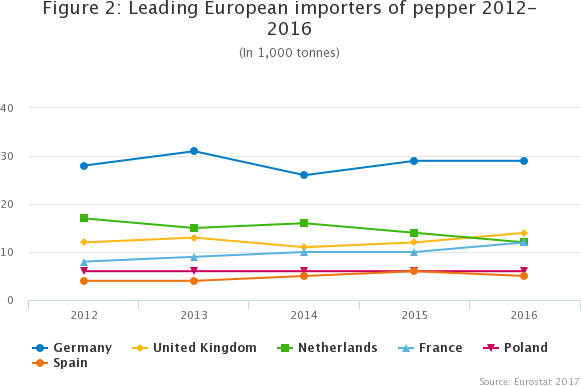 Figure 2: Leading European importers of pepper 2012–
2016
(In 1,000 tonnes)
40
30
20
10
0
2012 2013 2014 2015 2016
Germany United Kingdom Netherlands France Poland
Spain
Source: Eurostat 2017